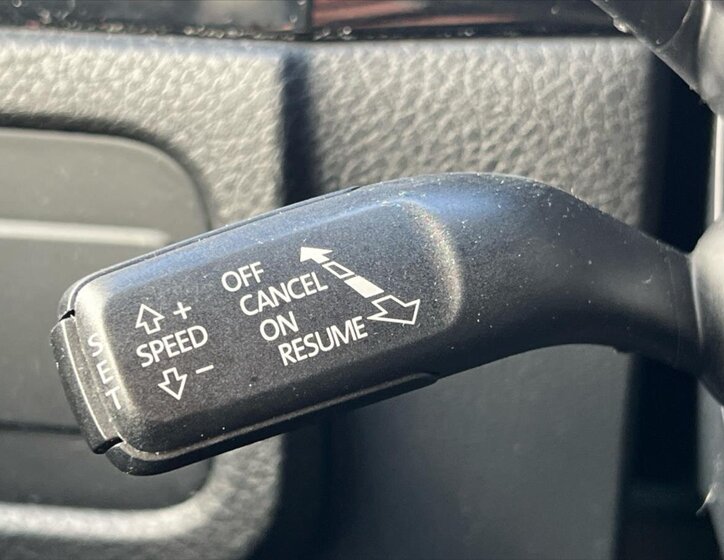 OFF
CANCEL
ON
RESUME
+
SPEED
−
SET